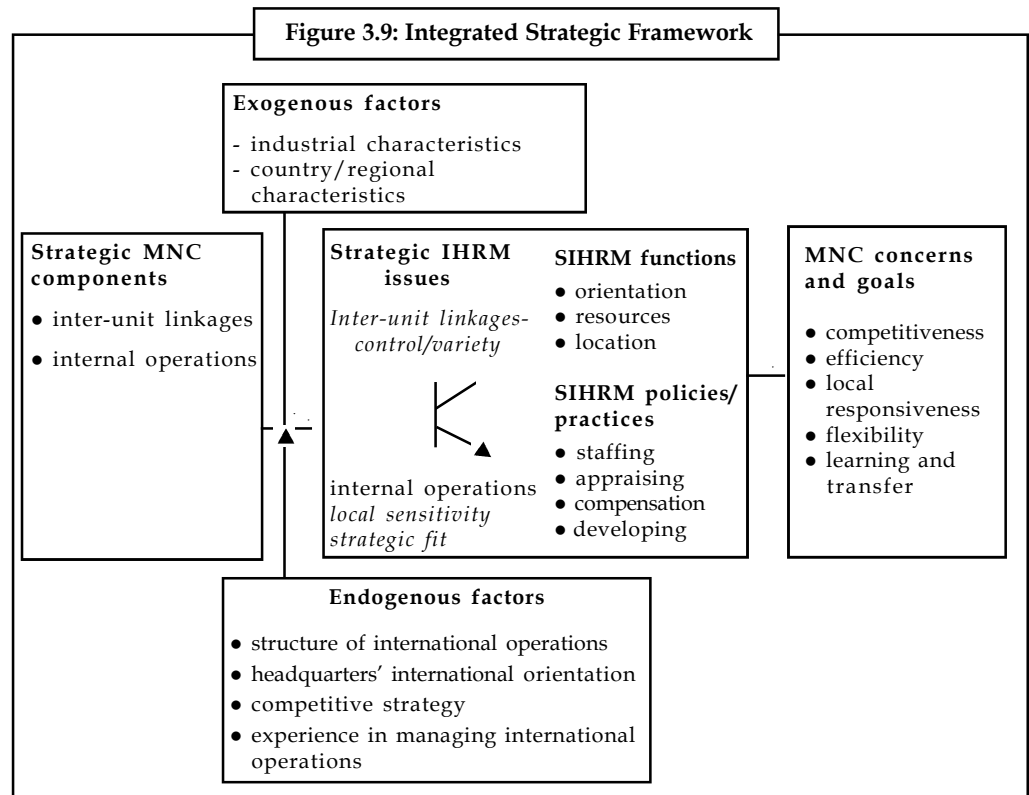 Figure 3.9: Integrated Strategic Framework
Exogenous factors
- industrial characteristics
- country/regional
characteristics
Strategic MNC
components
● inter-unit linkages
● internal operations
Strategic IHRM
issues
Inter-unit linkages-
control/variety
internal operations
local sensitivity
strategic fit
SIHRM functions
● orientation
● resources
● location
SIHRM policies/
practices
● staffing
● appraising
● compensation
● developing
MNC concerns
and goals
● competitiveness
● efficiency
● local
responsiveness
● flexibility
● learning and
transfer
Endogenous factors
● structure of international operations
● headquarters’ international orientation
● competitive strategy
● experience in managing international
operations